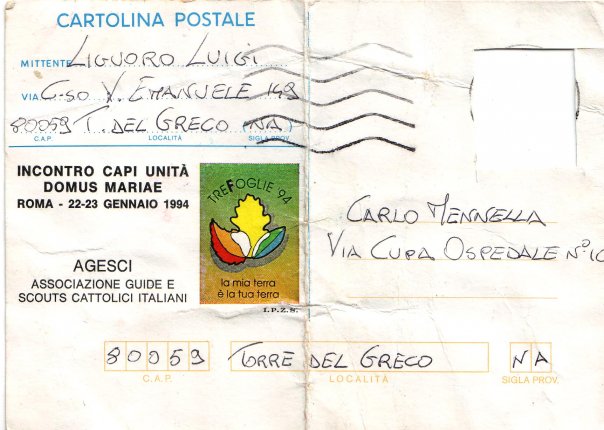 CARTOLINA POSTALE
MITTENTE LIGUORO LUIGI
VIA C.SO V. EMANUELE 149
80059 T. DEL GRECO (NA)
C.A.P. LOCALITÀ SIGLA PROV.
INCONTRO CAPI UNITÀ
DOMUS MARIAE
ROMA - 22-23 GENNAIO 1994
AGESCI
ASSOCIAZIONE GUIDE E
SCOUTS CATTOLICI ITALIANI
TREFOGLIE 94
la mia terra
è la tua terra
I.P.Z.S.
CARLO MENNELLA
VIA CUPA OSPEDALE N° 10
80059 TORRE DEL GRECO NA
C.A.P. LOCALITÀ SIGLA PROV.